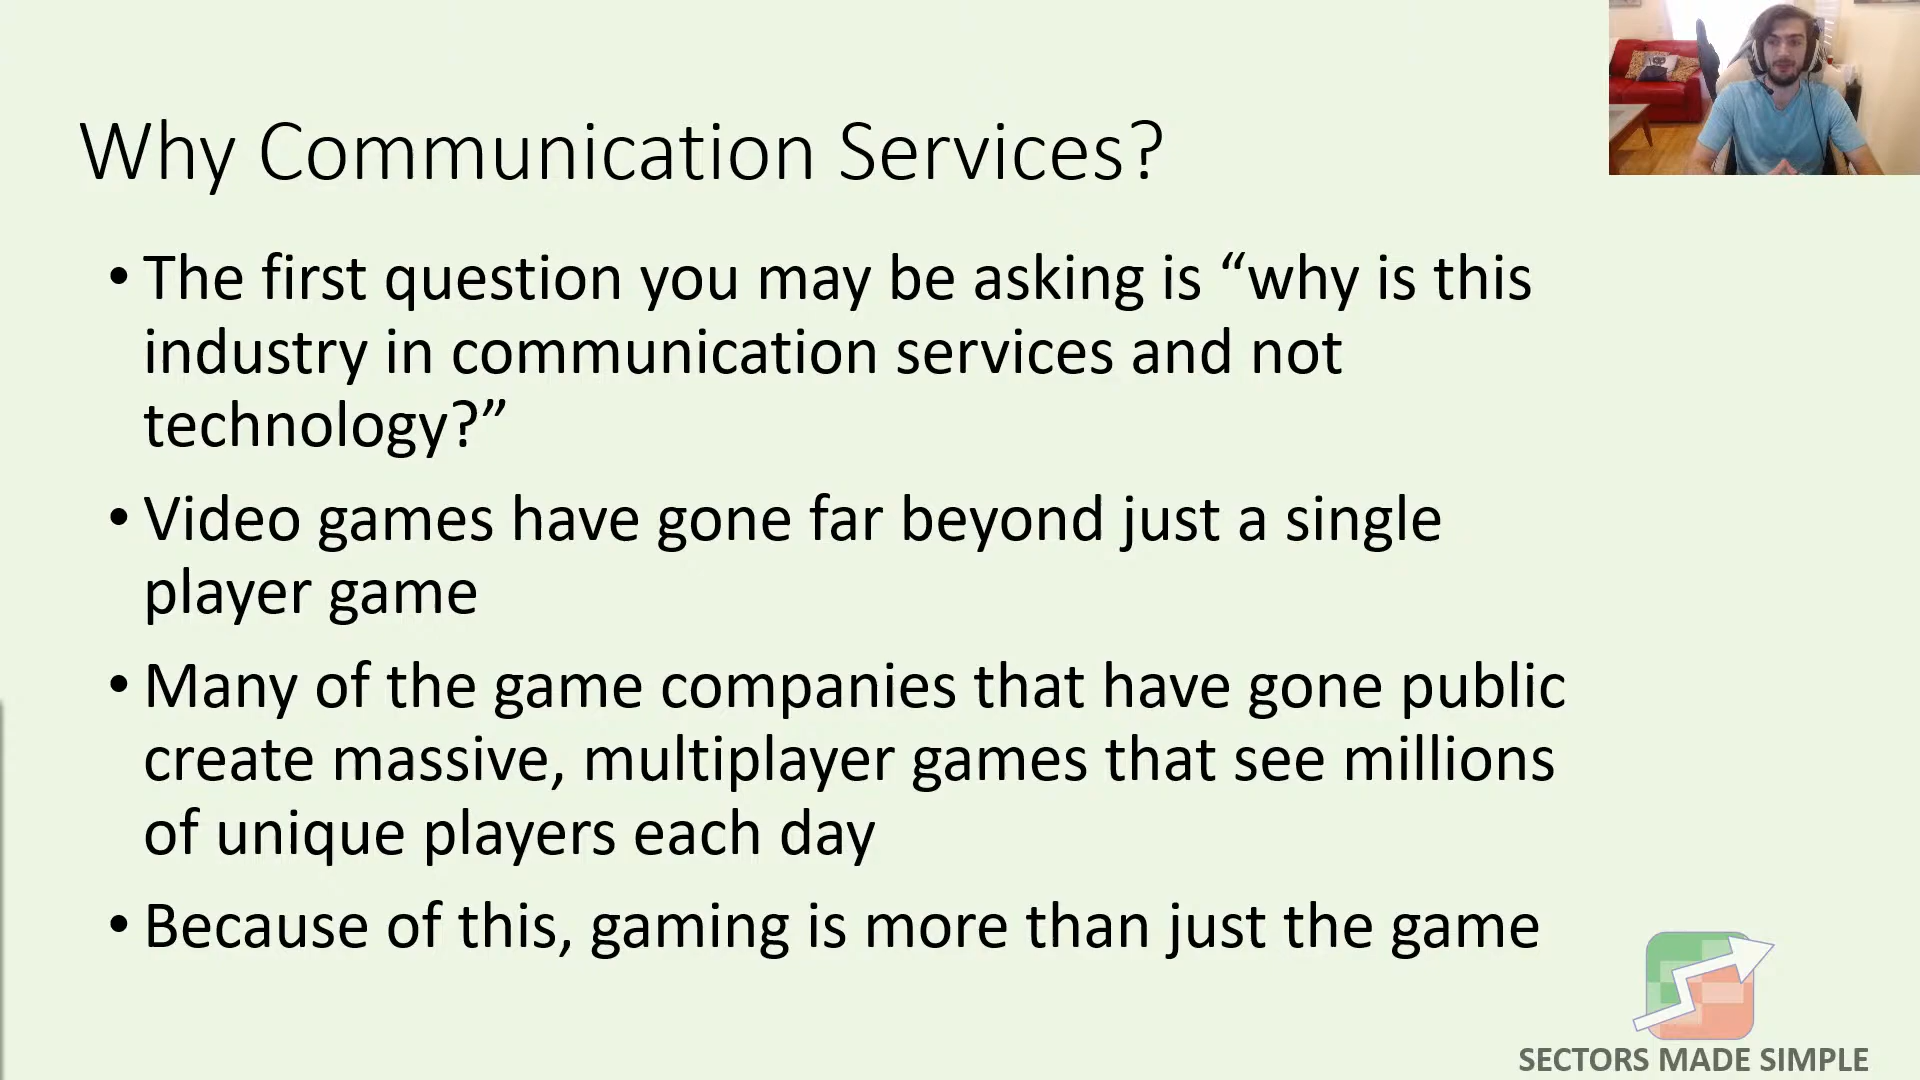 Why Communication Services?
• The first question you may be asking is “why is this
industry in communication services and not
technology?”
• Video games have gone far beyond just a single
player game
• Many of the game companies that have gone public
create massive, multiplayer games that see millions
of unique players each day
• Because of this, gaming is more than just the game
SECTORS MADE SIMPLE